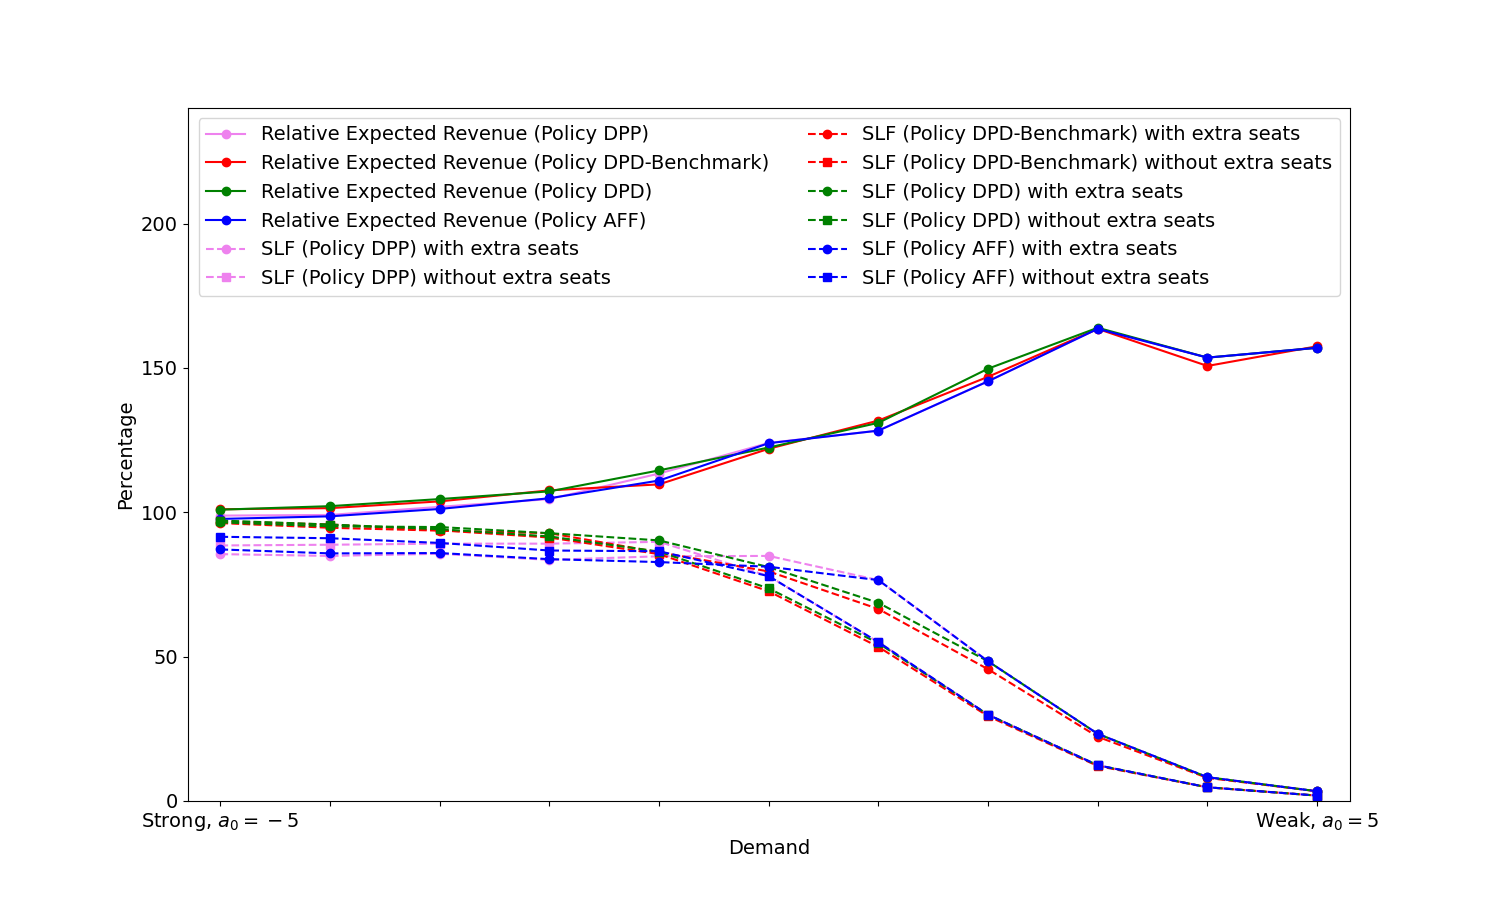 Relative Expected Revenue (Policy DPP)
Relative Expected Revenue (Policy DPD-Benchmark)
Relative Expected Revenue (Policy DPD)
Relative Expected Revenue (Policy AFF)
SLF (Policy DPP) with extra seats
SLF (Policy DPP) without extra seats
SLF (Policy DPD-Benchmark) with extra seats
SLF (Policy DPD-Benchmark) without extra seats
SLF (Policy DPD) with extra seats
SLF (Policy DPD) without extra seats
SLF (Policy AFF) with extra seats
SLF (Policy AFF) without extra seats
200
150
100
50
0
Percentage
Strong, a₀ = −5
Weak, a₀ = 5
Demand